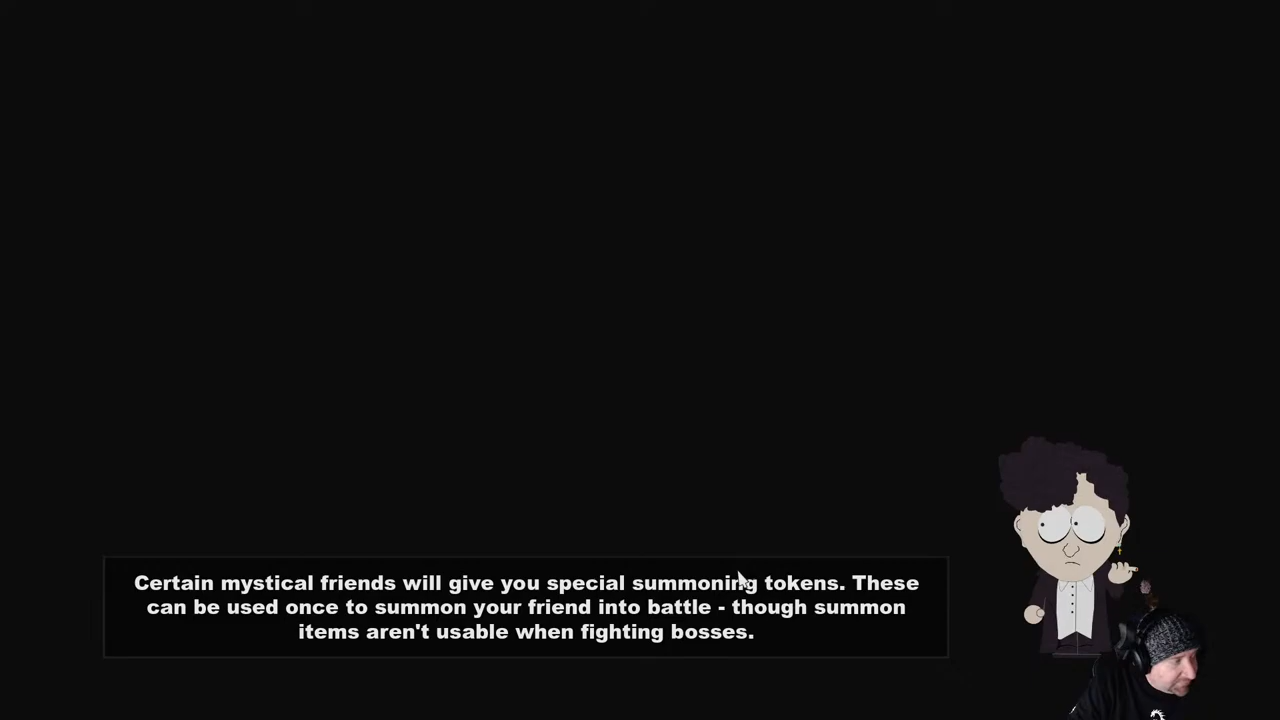 Certain mystical friends will give you special summoning tokens. These
can be used once to summon your friend into battle - though summon
items aren't usable when fighting bosses.